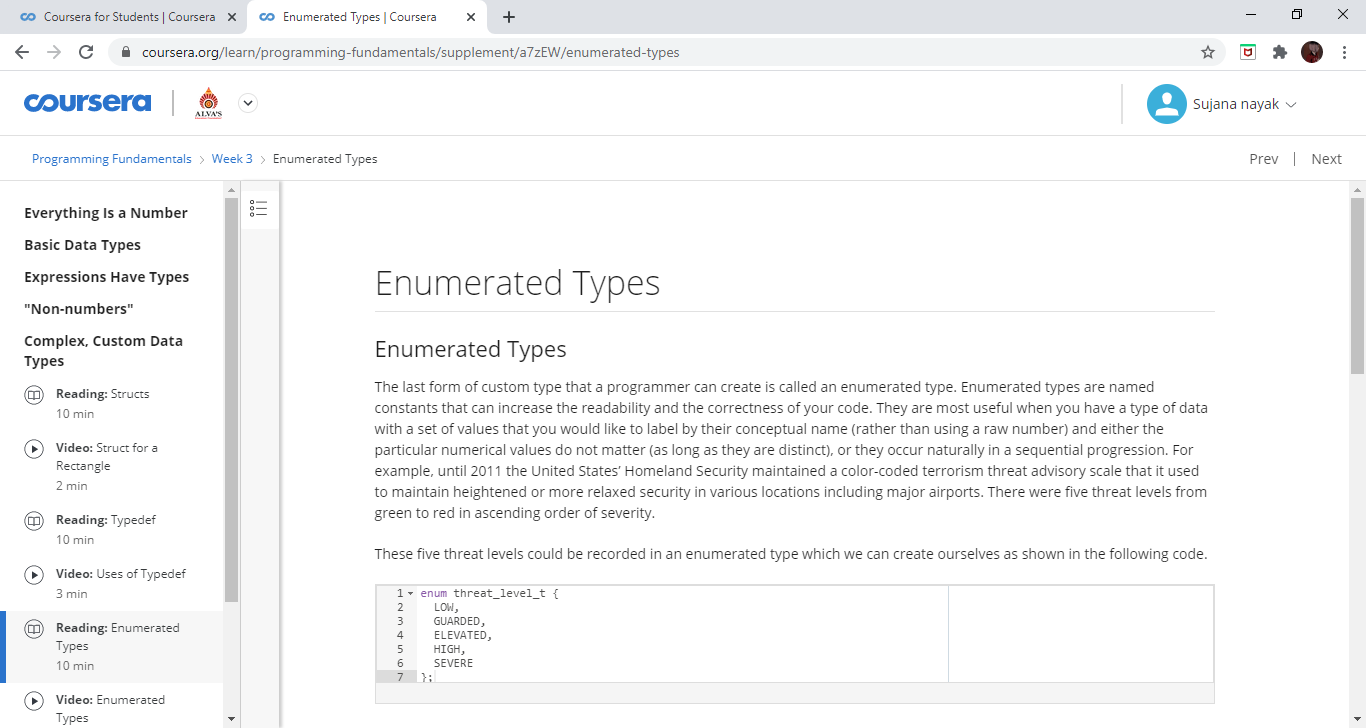 Coursera for Students | Coursera
Enumerated Types | Coursera
coursera.org/learn/programming-fundamentals/supplement/a7zEW/enumerated-types
coursera
ALVA'S
Sujana nayak
Programming Fundamentals
Week 3
Enumerated Types
Prev | Next
Everything Is a Number
Basic Data Types
Expressions Have Types
"Non-numbers"
Complex, Custom Data
Types
Reading: Structs
10 min
Video: Struct for a
Rectangle
2 min
Reading: Typedef
10 min
Video: Uses of Typedef
3 min
Reading: Enumerated
Types
10 min
Video: Enumerated
Types
Enumerated Types
Enumerated Types
The last form of custom type that a programmer can create is called an enumerated type. Enumerated types are named
constants that can increase the readability and the correctness of your code. They are most useful when you have a type of data
with a set of values that you would like to label by their conceptual name (rather than using a raw number) and either the
particular numerical values do not matter (as long as they are distinct), or they occur naturally in a sequential progression. For
example, until 2011 the United States’ Homeland Security maintained a color-coded terrorism threat advisory scale that it used
to maintain heightened or more relaxed security in various locations including major airports. There were five threat levels from
green to red in ascending order of severity.
These five threat levels could be recorded in an enumerated type which we can create ourselves as shown in the following code.
1 enum threat_level_t {
2 LOW,
3 GUARDED,
4 ELEVATED,
5 HIGH,
6 SEVERE
7 };